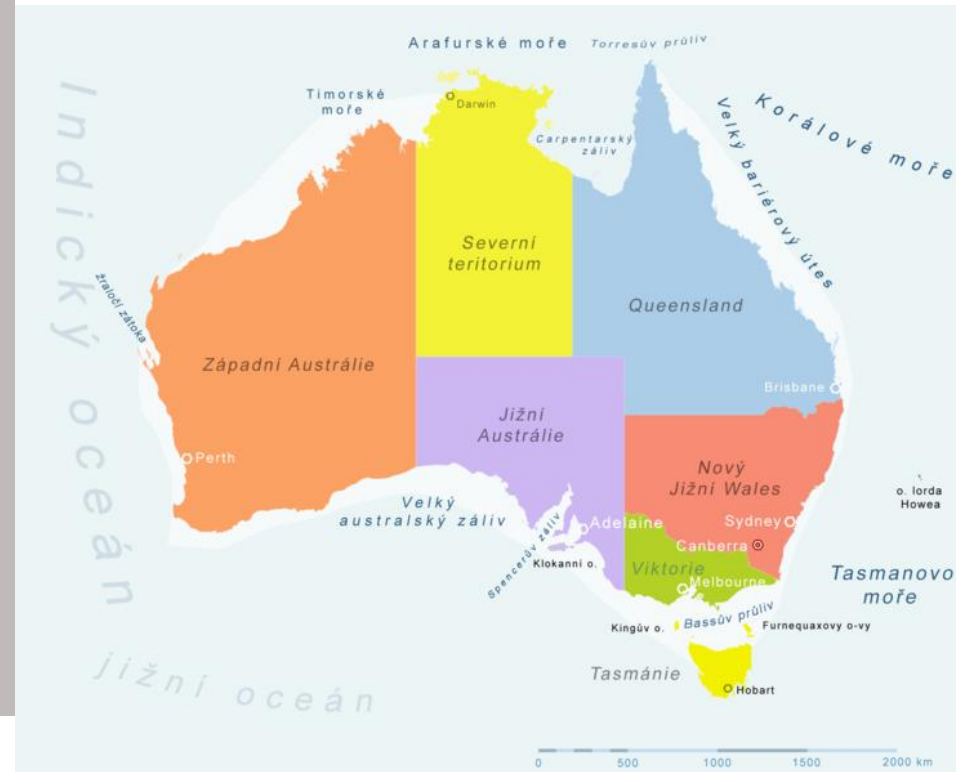 Arafurské moře
Torresův průliv
Timorské
moře
Darwin
Korálové moře
Carpentarský
záliv
Velký bariérový útes
Indický oceán
Severní
teritorium
Queensland
žraločí zátoka
Západní Austrálie
Brisbane
Jižní
Austrálie
Perth
Nový
Jižní Wales
o. lorda
Howea
Velký
australský záliv
Spencerův záliv
Adelaine
Sydney
Canberra
Klokanní o.
Viktorie
Melbourne
Tasmanovo
moře
Kingův o.
Bassův průliv
Furnequaxovy o-vy
Tasmánie
jižní oceán
Hobart
0 500 1000 1500 2000 km